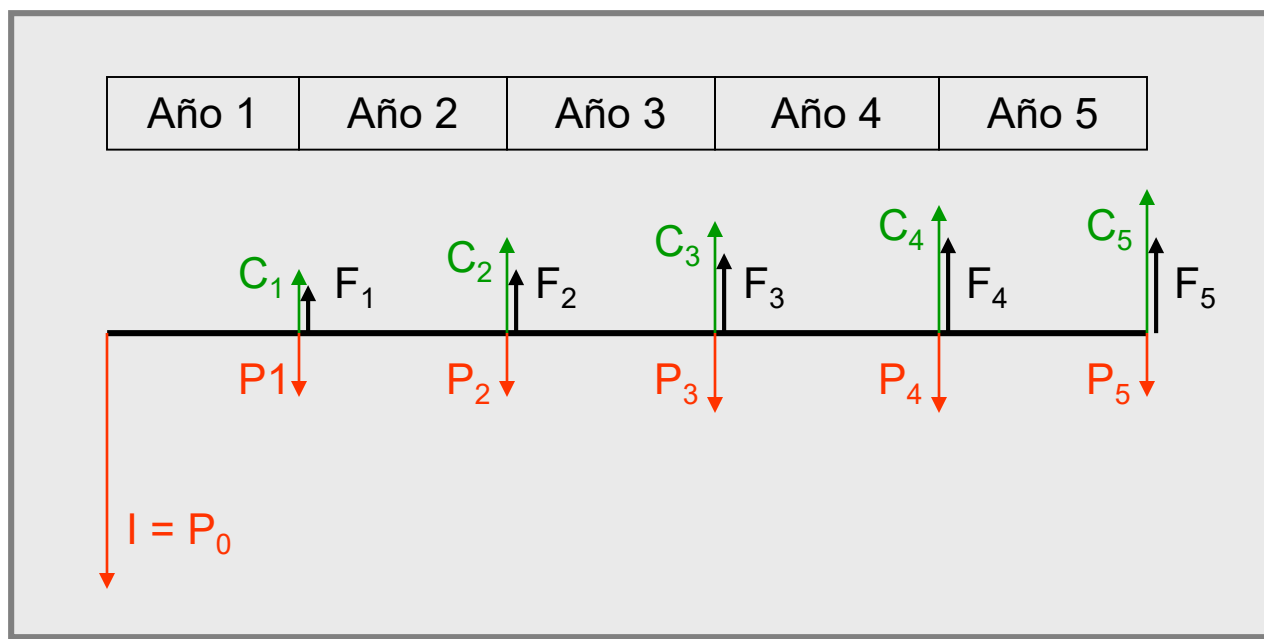 Año 1 Año 2 Año 3 Año 4 Año 5
C₁ F₁ C₂ F₂ C₃ F₃ C₄ F₄ C₅ F₅
P1 P₂ P₃ P₄ P₅
I = P₀